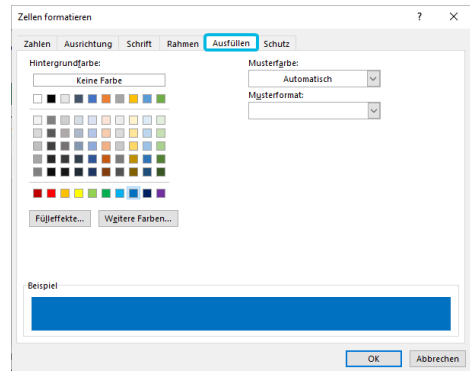 Zellen formatieren
?
Zahlen Ausrichtung Schrift Rahmen Ausfüllen Schutz
Hintergrundfarbe:
Keine Farbe
Musterfarbe:
Automatisch
Musterformat:
Fülleffekte... Weitere Farben...
Beispiel
OK Abbrechen